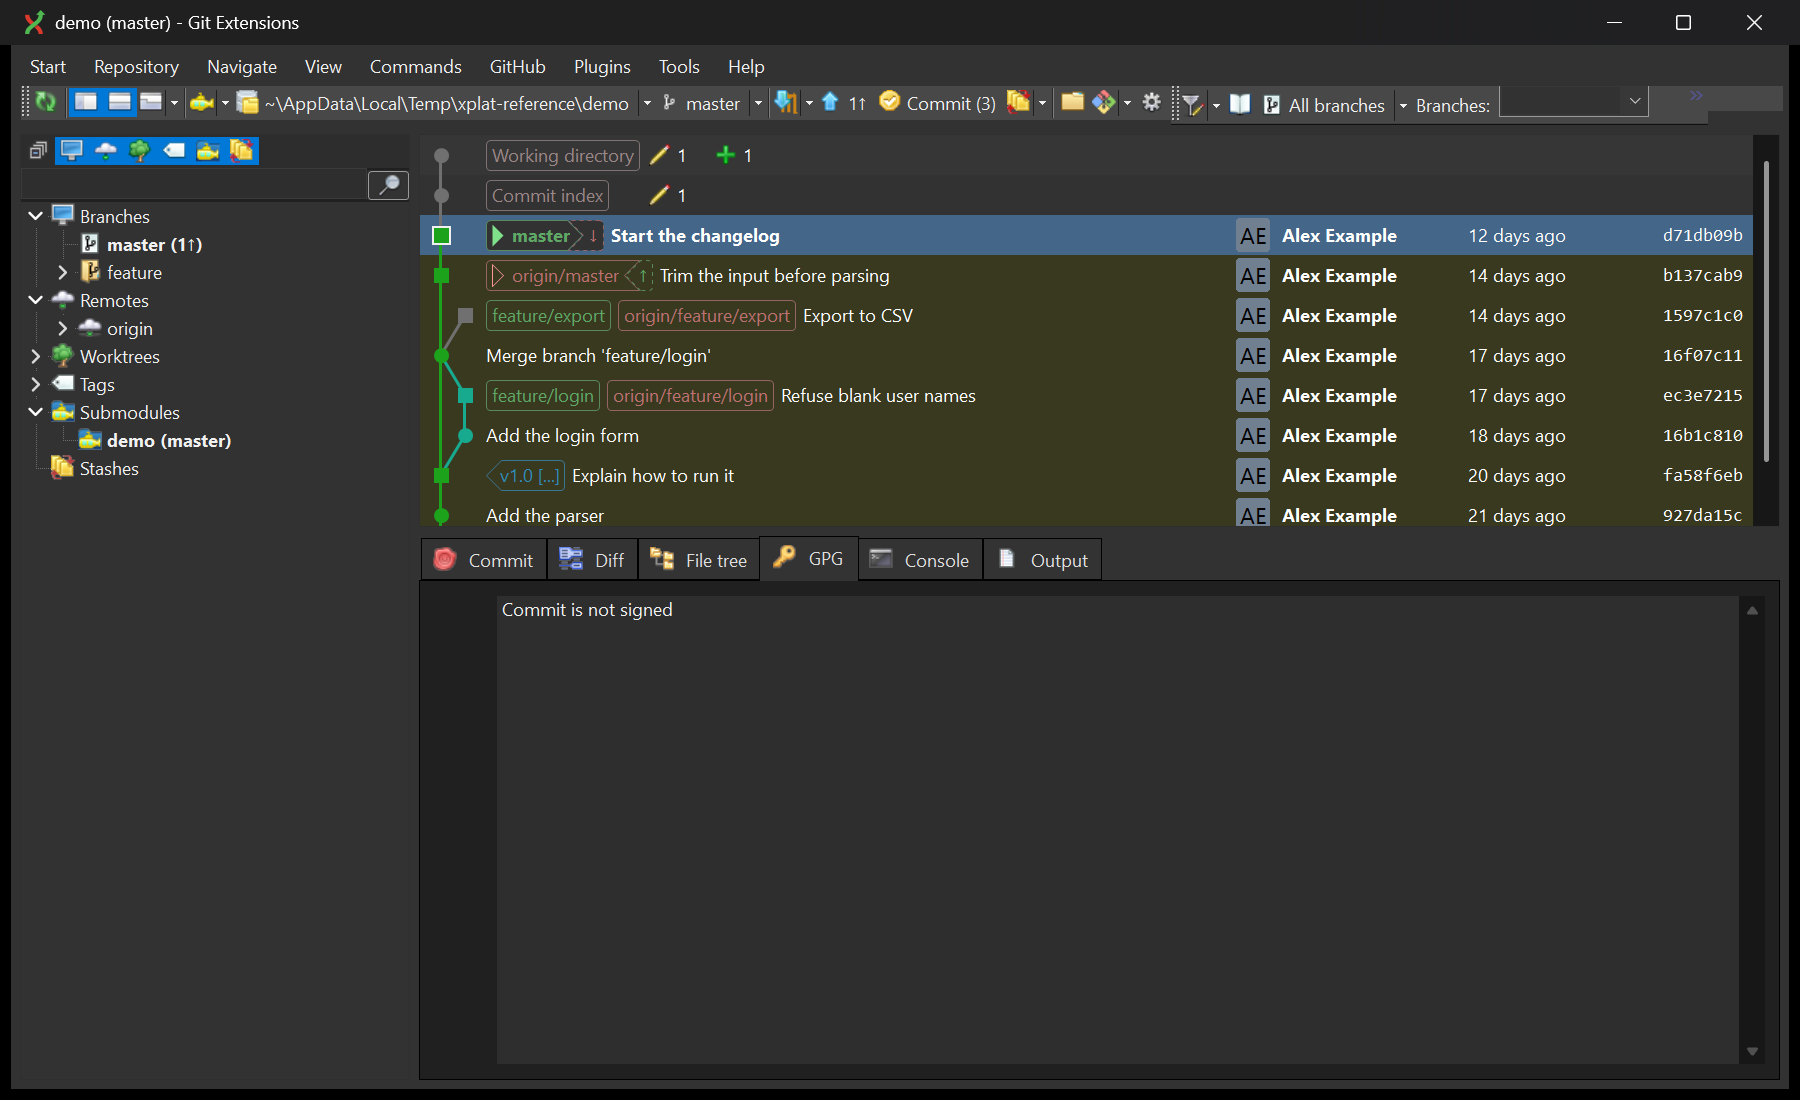 demo (master) - Git Extensions
Start Repository Navigate View Commands GitHub Plugins Tools Help
~\AppData\Local\Temp\xplat-reference\demo master 1↑ Commit (3) All branches Branches: »
Working directory 1 1
Commit index 1
master ↓ Start the changelog AE Alex Example 12 days ago d71db09b
origin/master ↑ Trim the input before parsing AE Alex Example 14 days ago b137cab9
feature/export origin/feature/export Export to CSV AE Alex Example 14 days ago 1597c1c0
Merge branch 'feature/login' AE Alex Example 17 days ago 16f07c11
feature/login origin/feature/login Refuse blank user names AE Alex Example 17 days ago ec3e7215
Add the login form AE Alex Example 18 days ago 16b1c810
v1.0 [...] Explain how to run it AE Alex Example 20 days ago fa58f6eb
Add the parser AE Alex Example 21 days ago 927da15c
Branches
master (1↑)
feature
Remotes
origin
Worktrees
Tags
Submodules
demo (master)
Stashes
Commit Diff File tree GPG Console Output
Commit is not signed